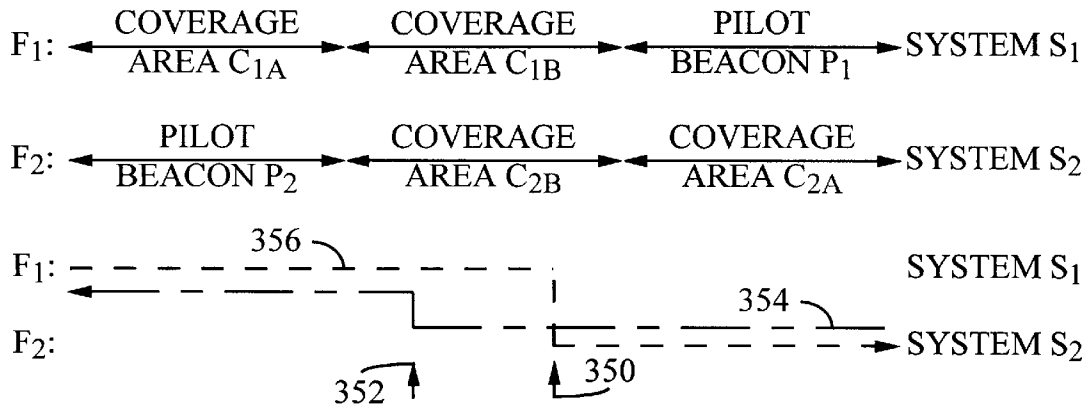 F1: COVERAGE AREA C1A COVERAGE AREA C1B PILOT BEACON P1 SYSTEM S1
F2: PILOT BEACON P2 COVERAGE AREA C2B COVERAGE AREA C2A SYSTEM S2
356
F1: SYSTEM S1
354
F2: SYSTEM S2
352 350